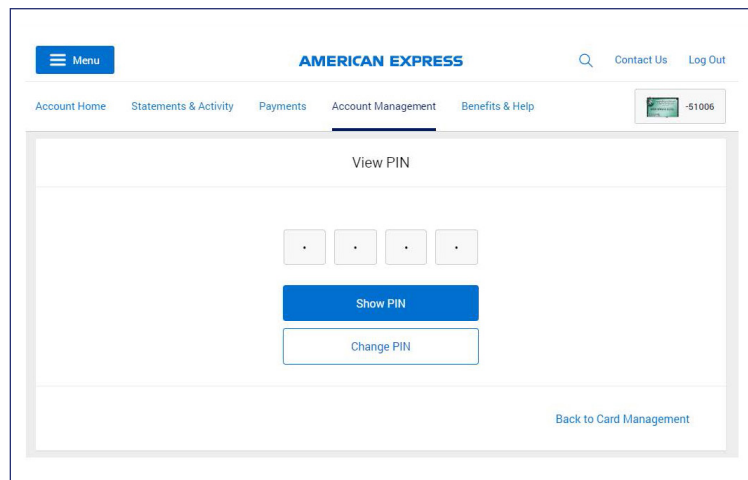 Menu
AMERICAN EXPRESS
Contact Us
Log Out
Account Home
Statements & Activity
Payments
Account Management
Benefits & Help
-51006
View PIN
Show PIN
Change PIN
Back to Card Management